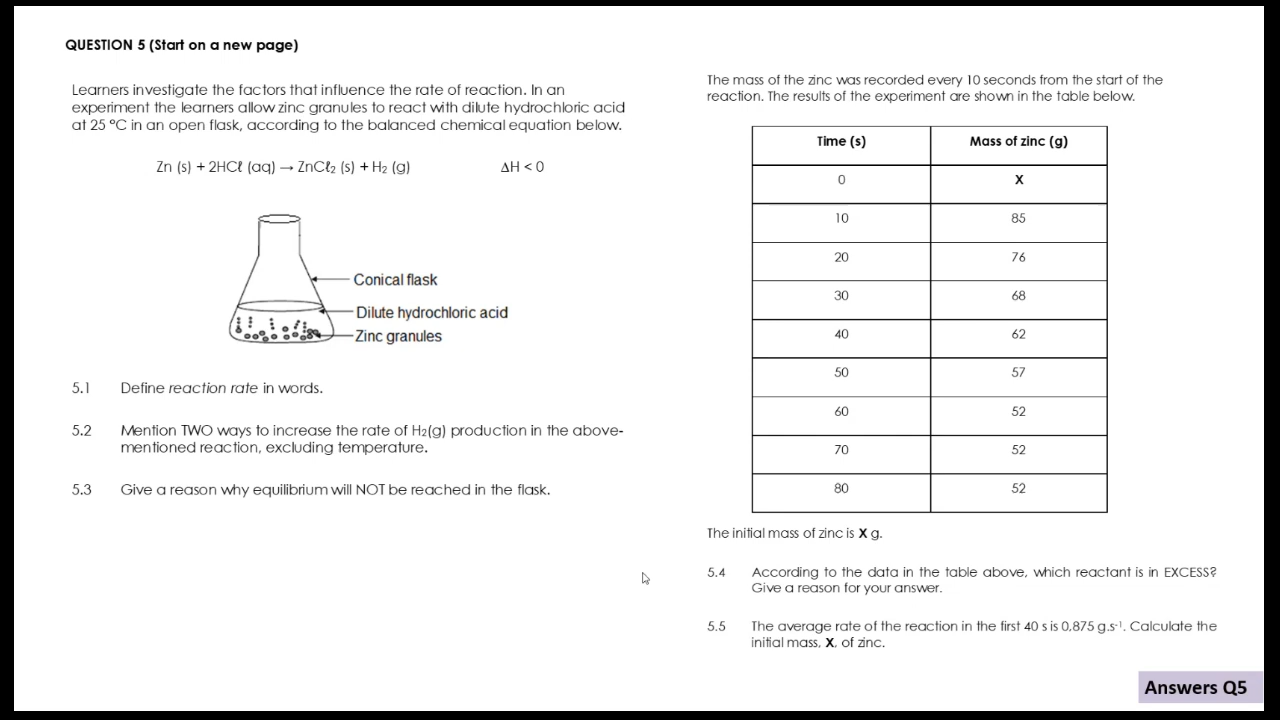 QUESTION 5 (Start on a new page)
Learners investigate the factors that influence the rate of reaction. In an
experiment the learners allow zinc granules to react with dilute hydrochloric acid
at 25 °C in an open flask, according to the balanced chemical equation below.
Zn (s) + 2HCℓ (aq) → ZnCℓ₂ (s) + H₂ (g) ΔH < 0
Conical flask
Dilute hydrochloric acid
Zinc granules
5.1 Define reaction rate in words.
5.2 Mention TWO ways to increase the rate of H₂(g) production in the above-
mentioned reaction, excluding temperature.
5.3 Give a reason why equilibrium will NOT be reached in the flask.
The mass of the zinc was recorded every 10 seconds from the start of the
reaction. The results of the experiment are shown in the table below.
Time (s) Mass of zinc (g)
0 X
10 85
20 76
30 68
40 62
50 57
60 52
70 52
80 52
The initial mass of zinc is X g.
5.4 According to the data in the table above, which reactant is in EXCESS?
Give a reason for your answer.
5.5 The average rate of the reaction in the first 40 s is 0,875 g.s⁻¹. Calculate the
initial mass, X, of zinc.
Answers Q5